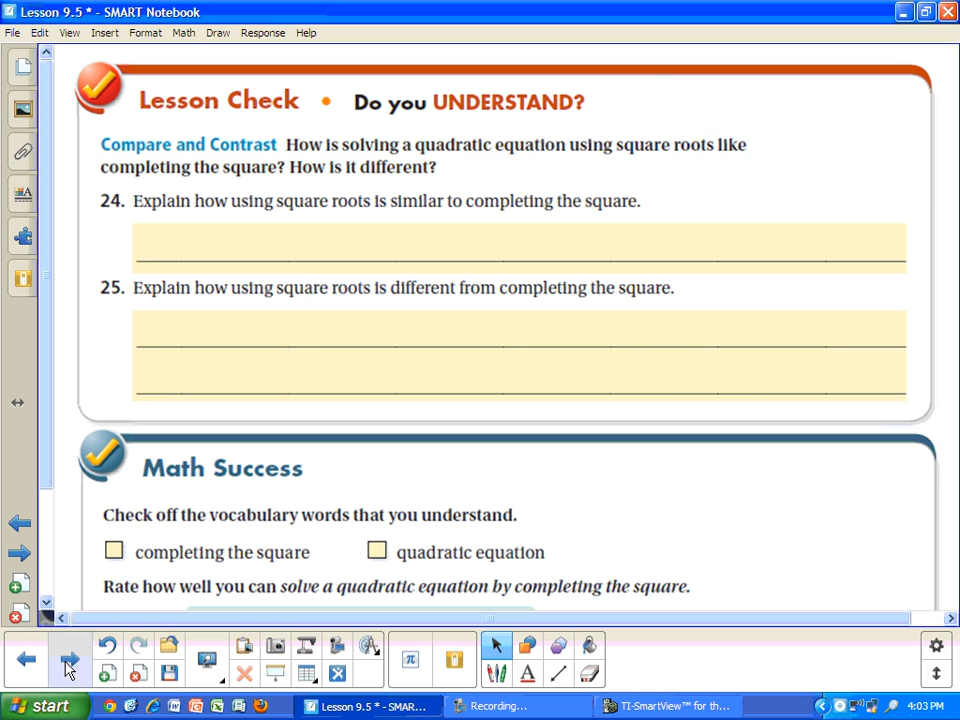 Lesson 9.5 * - SMART Notebook
File Edit View Insert Format Math Draw Response Help
Lesson Check • Do you UNDERSTAND?
Compare and Contrast How is solving a quadratic equation using square roots like
completing the square? How is it different?
24. Explain how using square roots is similar to completing the square.
25. Explain how using square roots is different from completing the square.
Math Success
Check off the vocabulary words that you understand.
completing the square quadratic equation
Rate how well you can solve a quadratic equation by completing the square.
π
A
start Lesson 9.5 * - SMAR... Recording... TI-SmartView™ for th... 4:03 PM